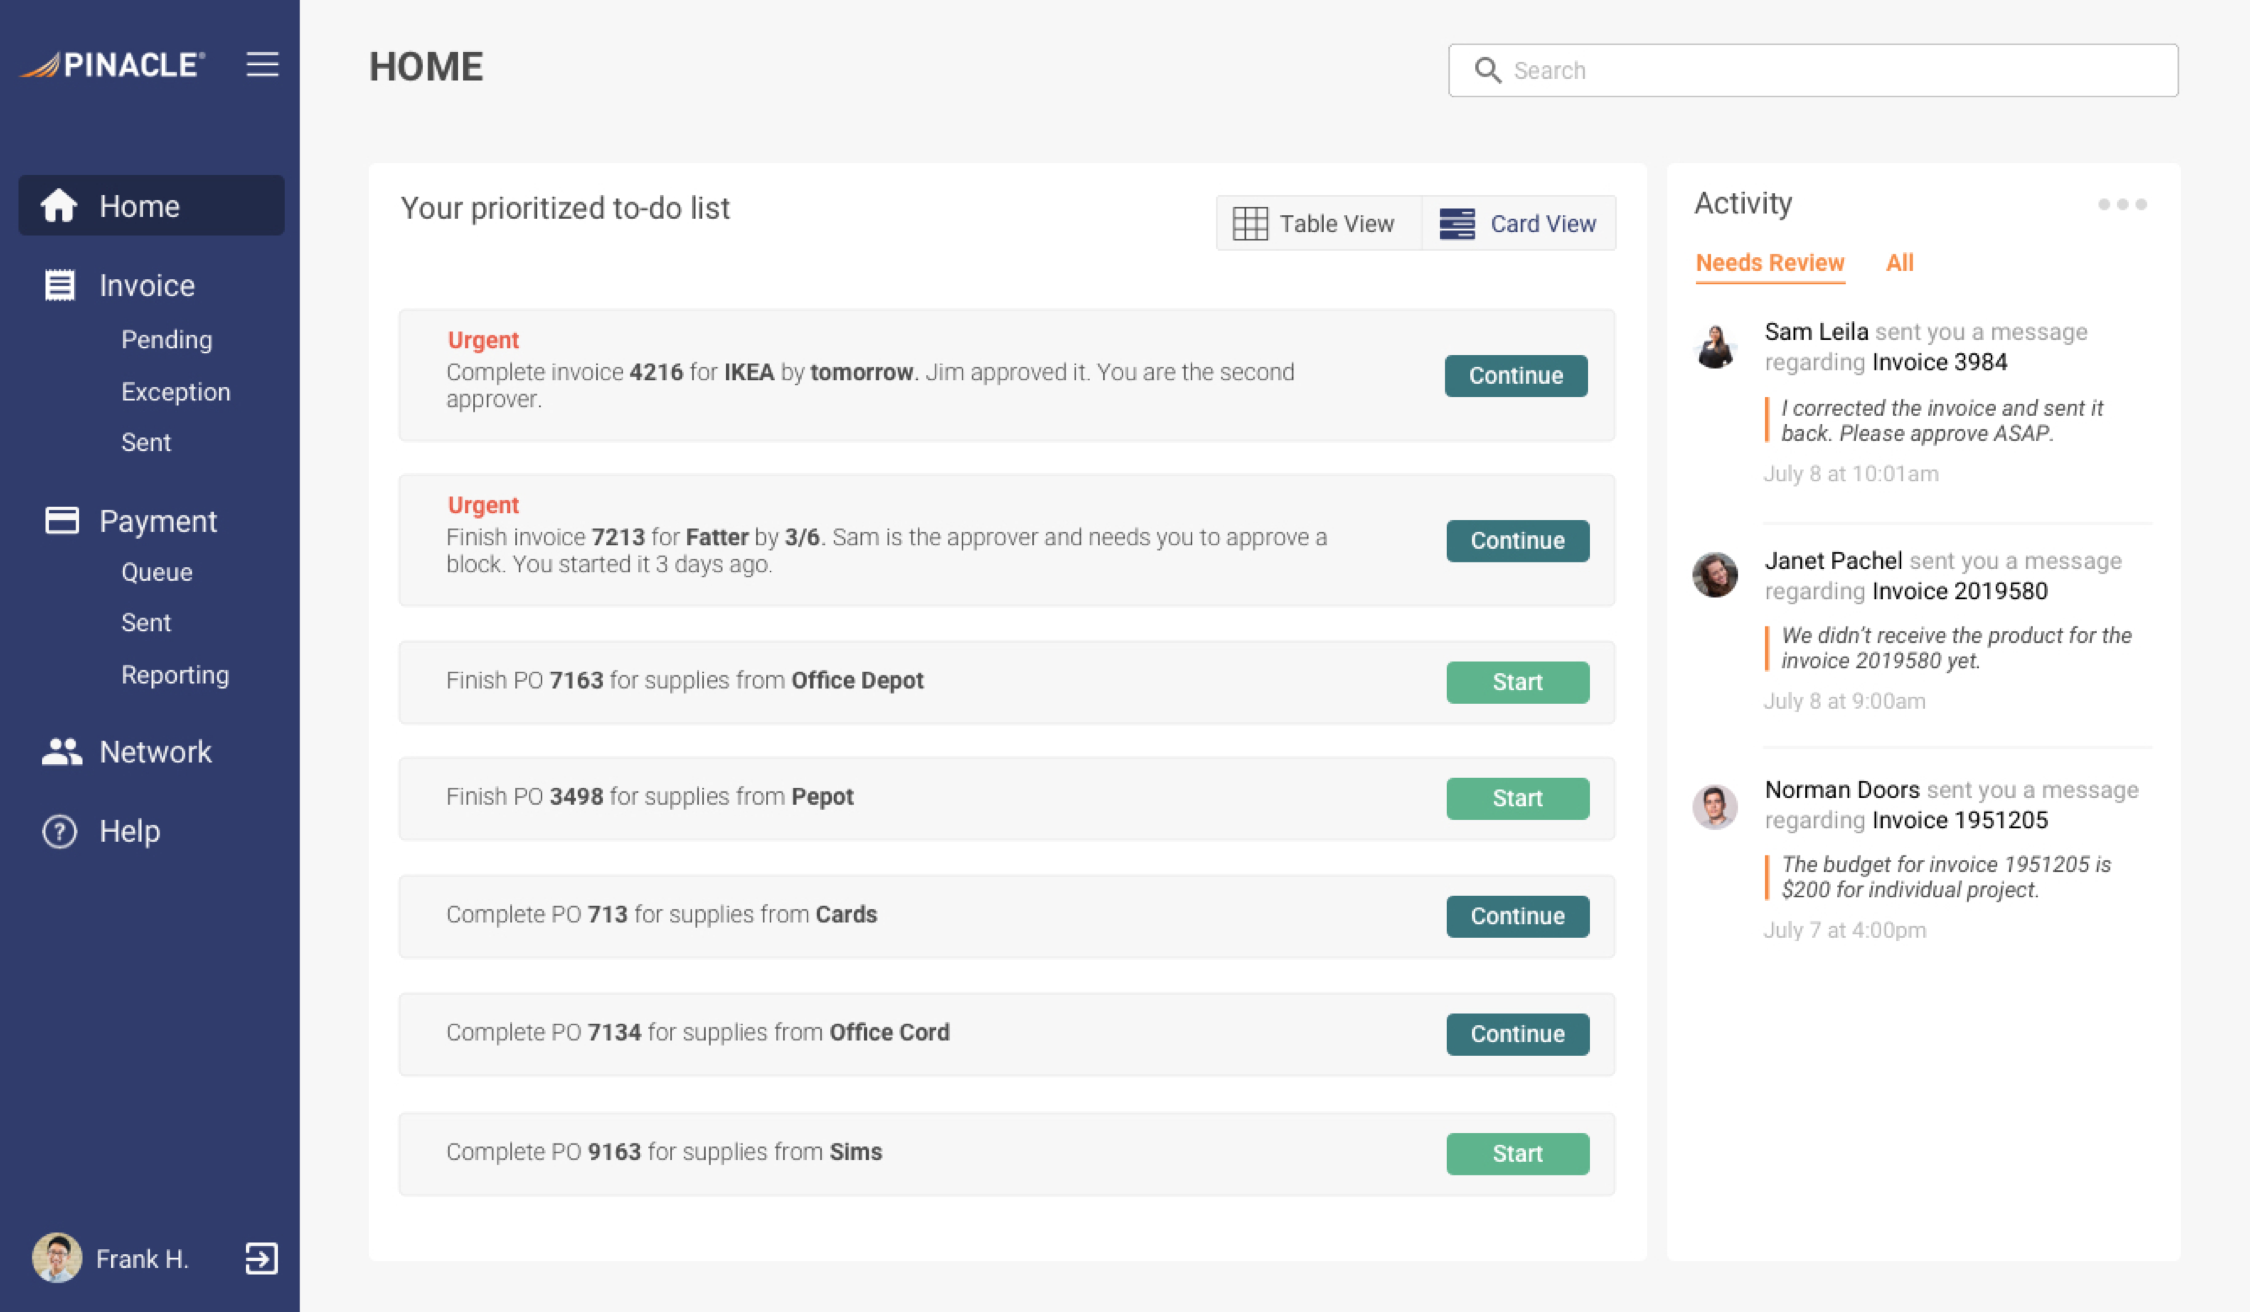 PINACLE®
Home
Invoice
Pending
Exception
Sent
Payment
Queue
Sent
Reporting
Network
Help
Frank H.
HOME
Search
Your prioritized to-do list
Table View
Card View
Urgent
Complete invoice 4216 for IKEA by tomorrow. Jim approved it. You are the second
approver.
Continue
Urgent
Finish invoice 7213 for Fatter by 3/6. Sam is the approver and needs you to approve a
block. You started it 3 days ago.
Continue
Finish PO 7163 for supplies from Office Depot
Start
Finish PO 3498 for supplies from Pepot
Start
Complete PO 713 for supplies from Cards
Continue
Complete PO 7134 for supplies from Office Cord
Continue
Complete PO 9163 for supplies from Sims
Start
Activity
Needs Review
All
Sam Leila sent you a message
regarding Invoice 3984
I corrected the invoice and sent it
back. Please approve ASAP.
July 8 at 10:01am
Janet Pachel sent you a message
regarding Invoice 2019580
We didn’t receive the product for the
invoice 2019580 yet.
July 8 at 9:00am
Norman Doors sent you a message
regarding Invoice 1951205
The budget for invoice 1951205 is
$200 for individual project.
July 7 at 4:00pm